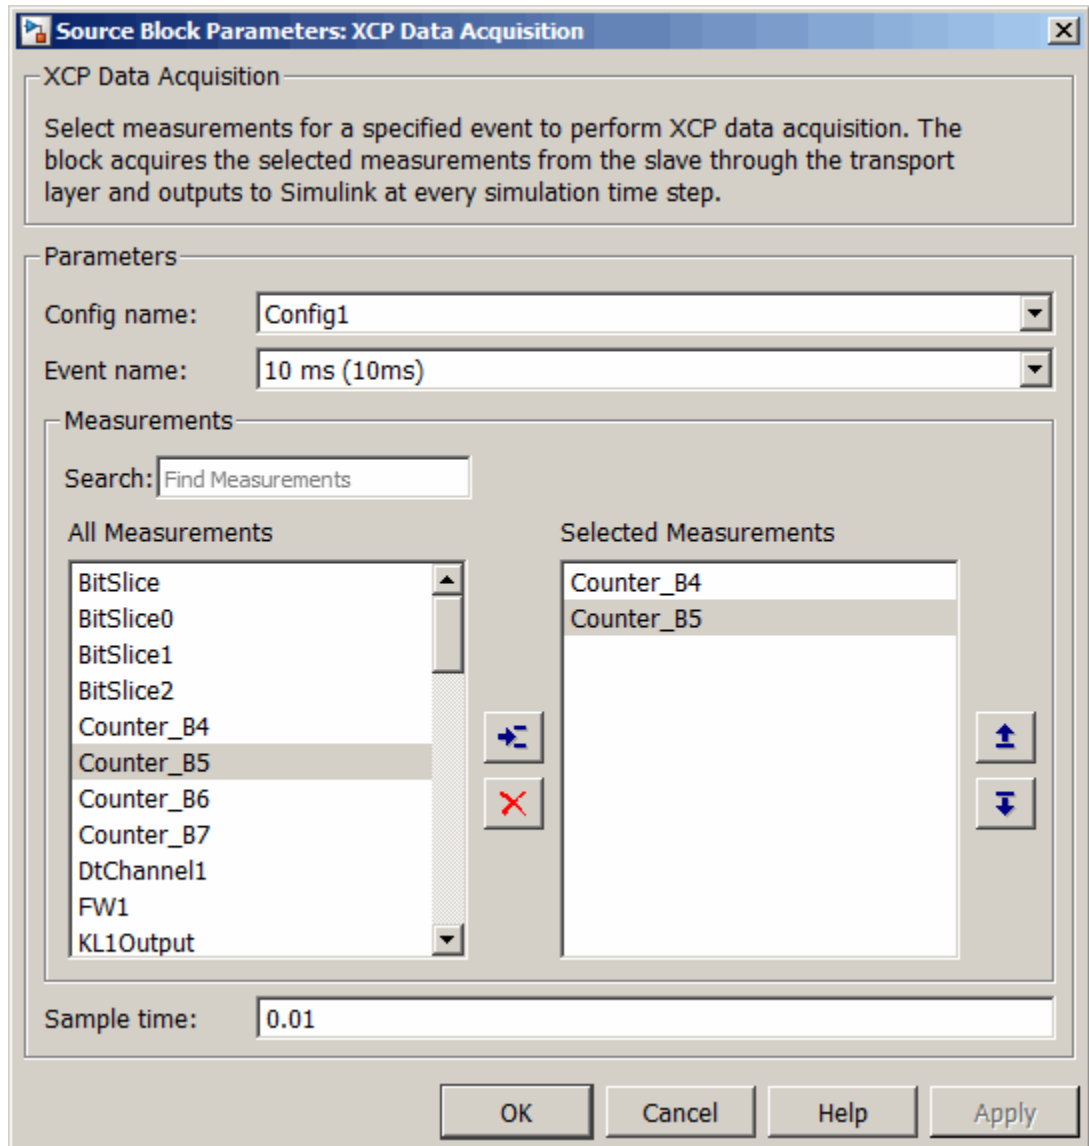 Source Block Parameters: XCP Data Acquisition
XCP Data Acquisition
Select measurements for a specified event to perform XCP data acquisition. The
block acquires the selected measurements from the slave through the transport
layer and outputs to Simulink at every simulation time step.
Parameters
Config name: Config1
Event name: 10 ms (10ms)
Measurements
Search: Find Measurements
All Measurements
BitSlice
BitSlice0
BitSlice1
BitSlice2
Counter_B4
Counter_B5
Counter_B6
Counter_B7
DtChannel1
FW1
KL1Output
Selected Measurements
Counter_B4
Counter_B5
Sample time: 0.01
OK Cancel Help Apply